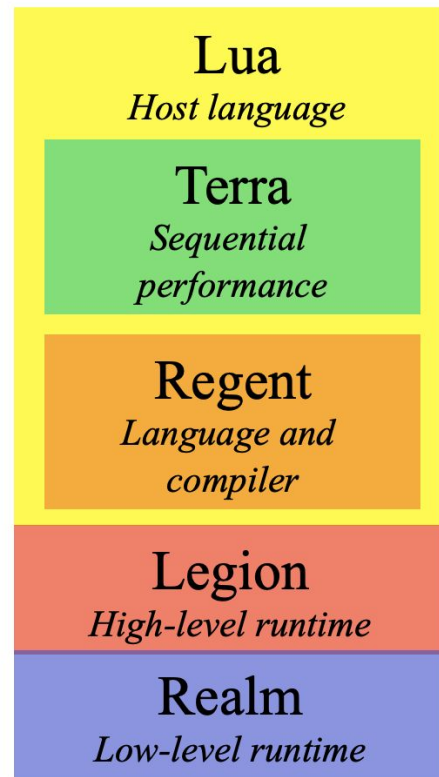 Lua
Host language
Terra
Sequential
performance
Regent
Language and
compiler
Legion
High-level runtime
Realm
Low-level runtime